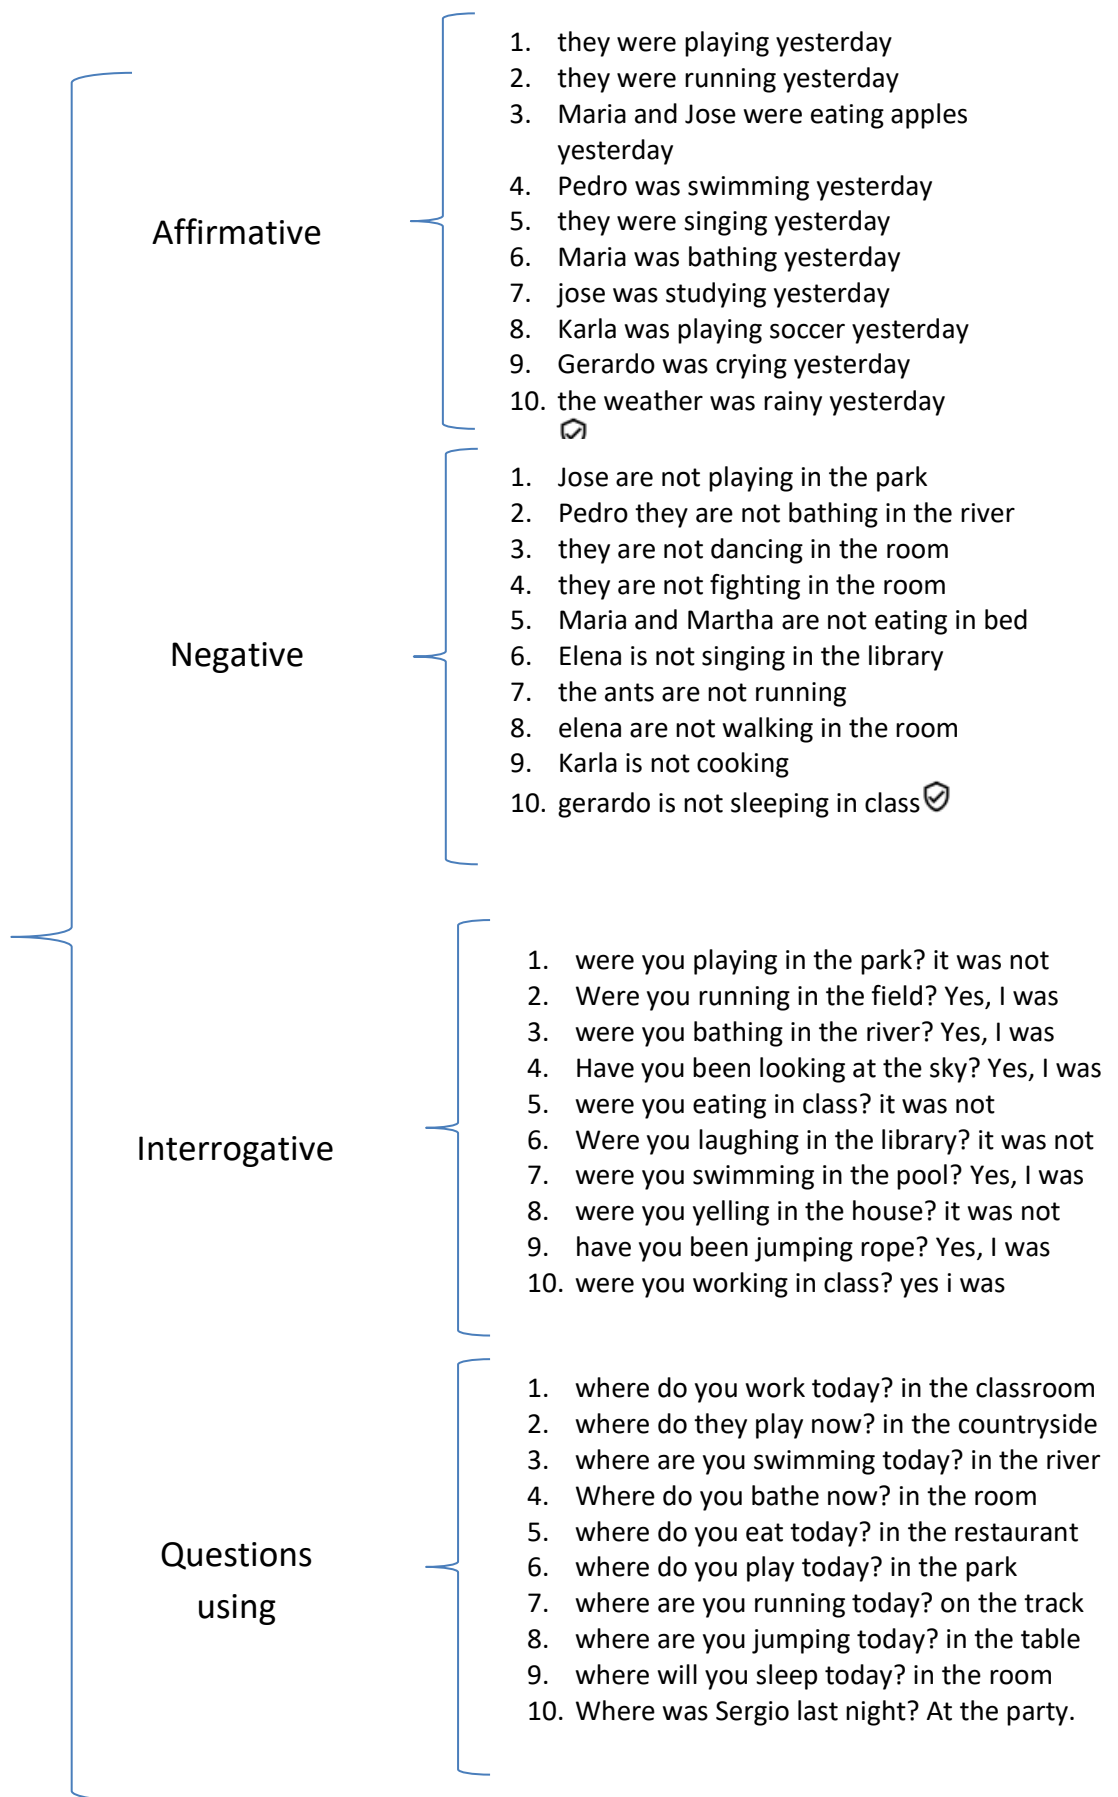 Affirmative
1. they were playing yesterday
2. they were running yesterday
3. Maria and Jose were eating apples
yesterday
4. Pedro was swimming yesterday
5. they were singing yesterday
6. Maria was bathing yesterday
7. jose was studying yesterday
8. Karla was playing soccer yesterday
9. Gerardo was crying yesterday
10. the weather was rainy yesterday
Negative
1. Jose are not playing in the park
2. Pedro they are not bathing in the river
3. they are not dancing in the room
4. they are not fighting in the room
5. Maria and Martha are not eating in bed
6. Elena is not singing in the library
7. the ants are not running
8. elena are not walking in the room
9. Karla is not cooking
10. gerardo is not sleeping in class
Interrogative
1. were you playing in the park? it was not
2. Were you running in the field? Yes, I was
3. were you bathing in the river? Yes, I was
4. Have you been looking at the sky? Yes, I was
5. were you eating in class? it was not
6. Were you laughing in the library? it was not
7. were you swimming in the pool? Yes, I was
8. were you yelling in the house? it was not
9. have you been jumping rope? Yes, I was
10. were you working in class? yes i was
Questions
using
1. where do you work today? in the classroom
2. where do they play now? in the countryside
3. where are you swimming today? in the river
4. Where do you bathe now? in the room
5. where do you eat today? in the restaurant
6. where do you play today? in the park
7. where are you running today? on the track
8. where are you jumping today? in the table
9. where will you sleep today? in the room
10. Where was Sergio last night? At the party.